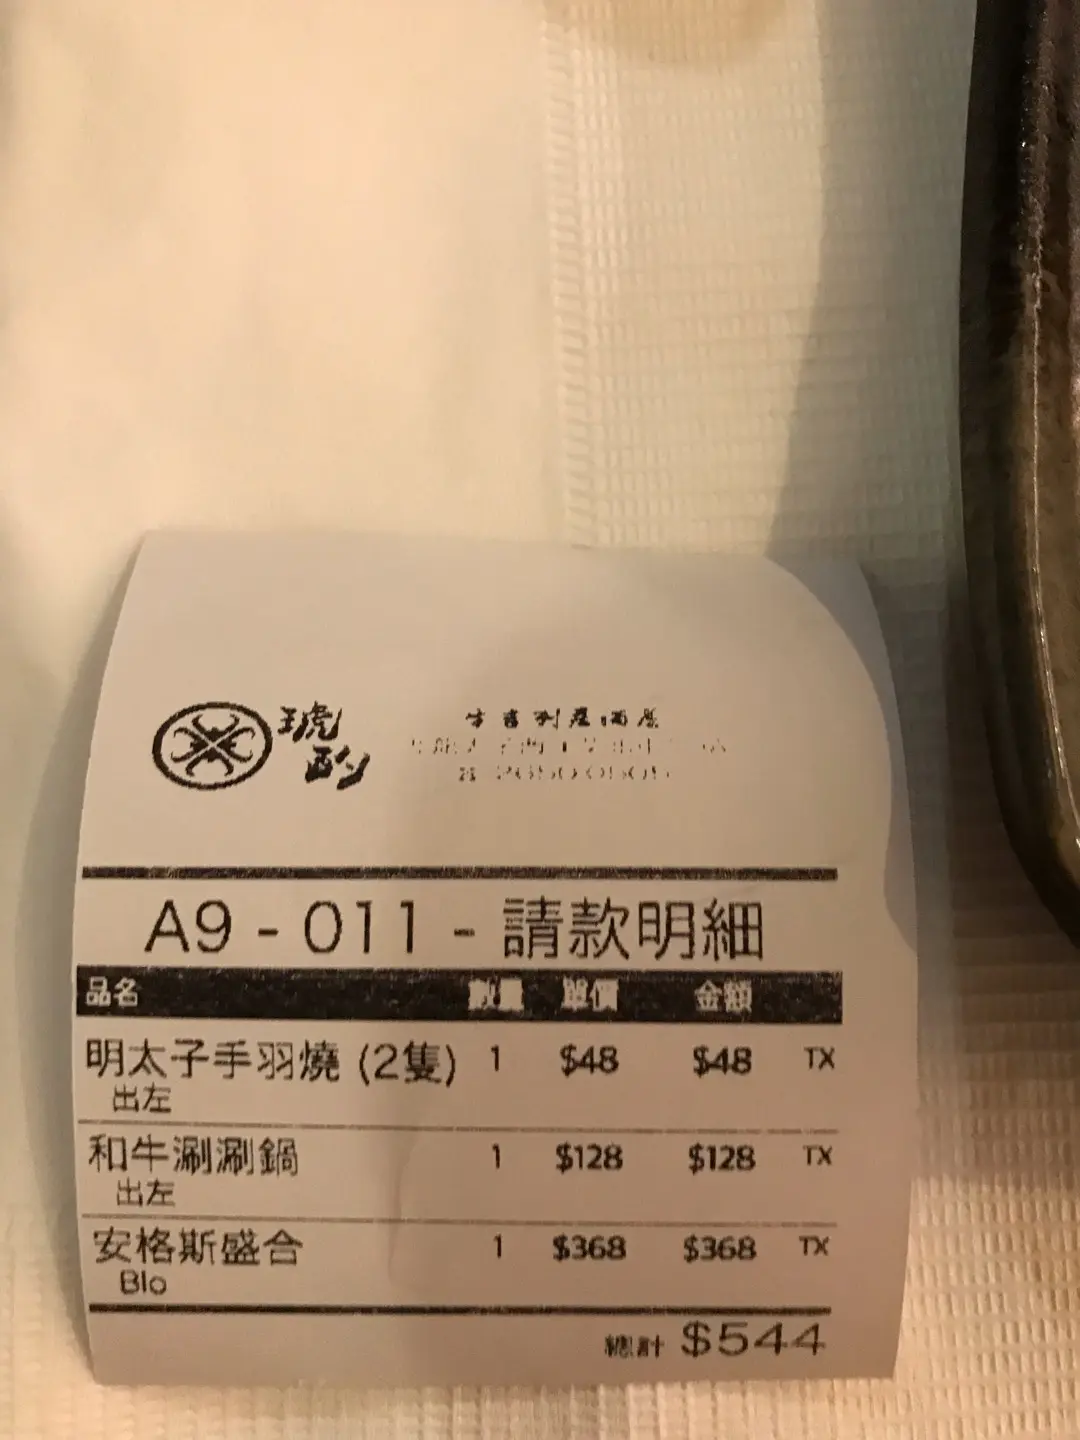 A9 - 011 - 請款明細
品名 數量 單價 金額
明太子手羽燒 (2隻) 1 $48 $48 TX
出左
和牛涮涮鍋 1 $128 $128 TX
出左
安格斯盛合 1 $368 $368 TX
Blo
總計 $544